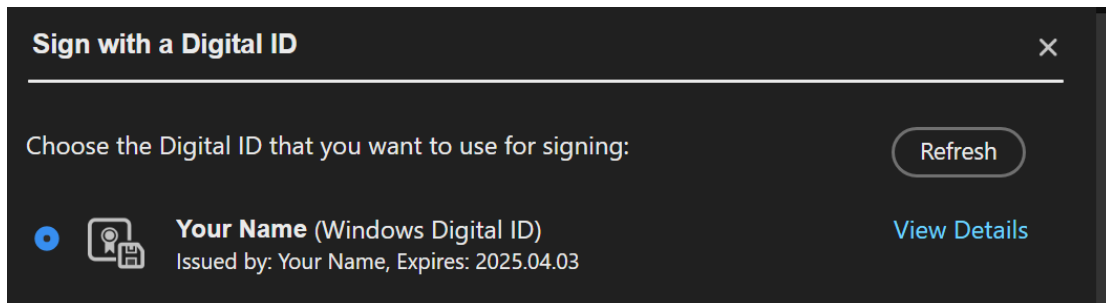 Sign with a Digital ID
Choose the Digital ID that you want to use for signing:
Refresh
Your Name (Windows Digital ID)
View Details
Issued by: Your Name, Expires: 2025.04.03